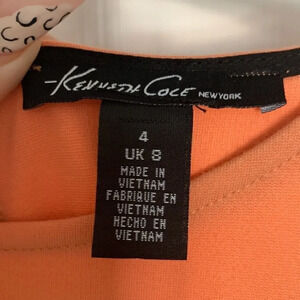 Kenneth Cole NEW YORK
4
UK 8
MADE IN
VIETNAM
FABRIQUE EN
VIETNAM
HECHO EN
VIETNAM